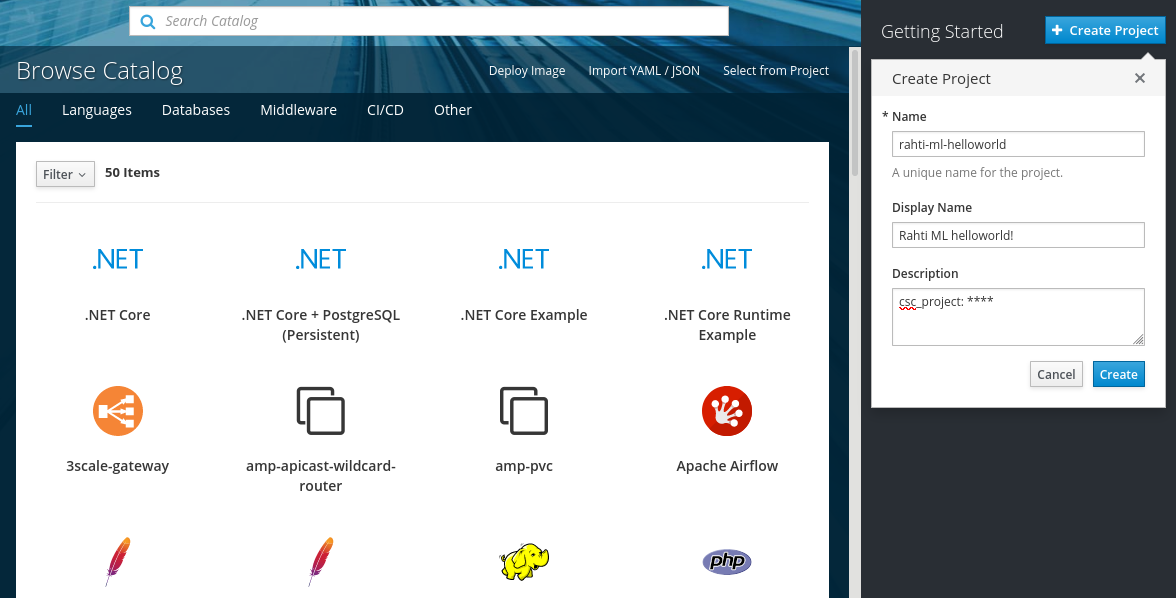 Search Catalog
Getting Started
Create Project
Browse Catalog
Deploy Image Import YAML / JSON Select from Project
All Languages Databases Middleware CI/CD Other
Filter 50 Items
.NET .NET .NET .NET
.NET Core
.NET Core + PostgreSQL
(Persistent)
.NET Core Example
.NET Core Runtime
Example
3scale-gateway
amp-apicast-wildcard-
router
amp-pvc
Apache Airflow
php
Create Project
* Name
rahti-ml-helloworld
A unique name for the project.
Display Name
Rahti ML helloworld!
Description
csc_project: ****
Cancel Create